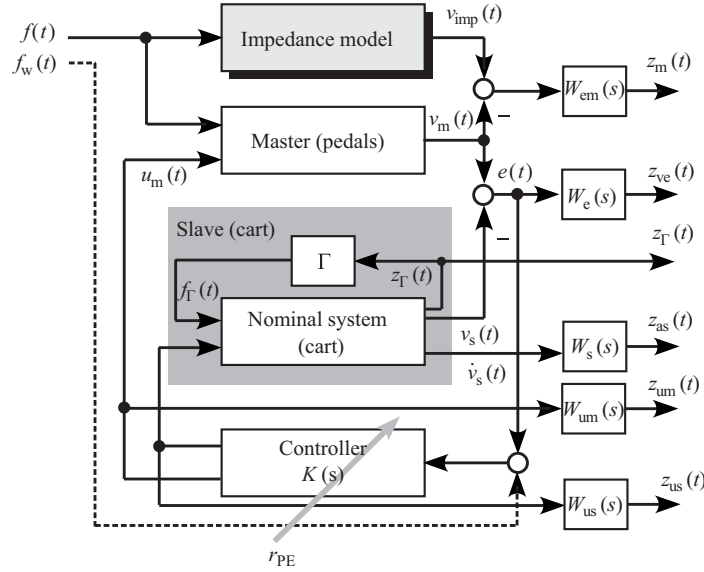 v_imp(t)
f(t)
Impedance model
z_m(t)
f_w(t)
W_em(s)
v_m(t)
−
Master (pedals)
u_m(t)
e(t)
z_ve(t)
W_e(s)
Slave (cart)
−
z_Γ(t)
Γ
z_Γ(t)
f_Γ(t)
Nominal system
(cart)
v_s(t)
z_as(t)
W_s(s)
v̇_s(t)
z_um(t)
W_um(s)
Controller
K(s)
z_us(t)
W_us(s)
r_PE